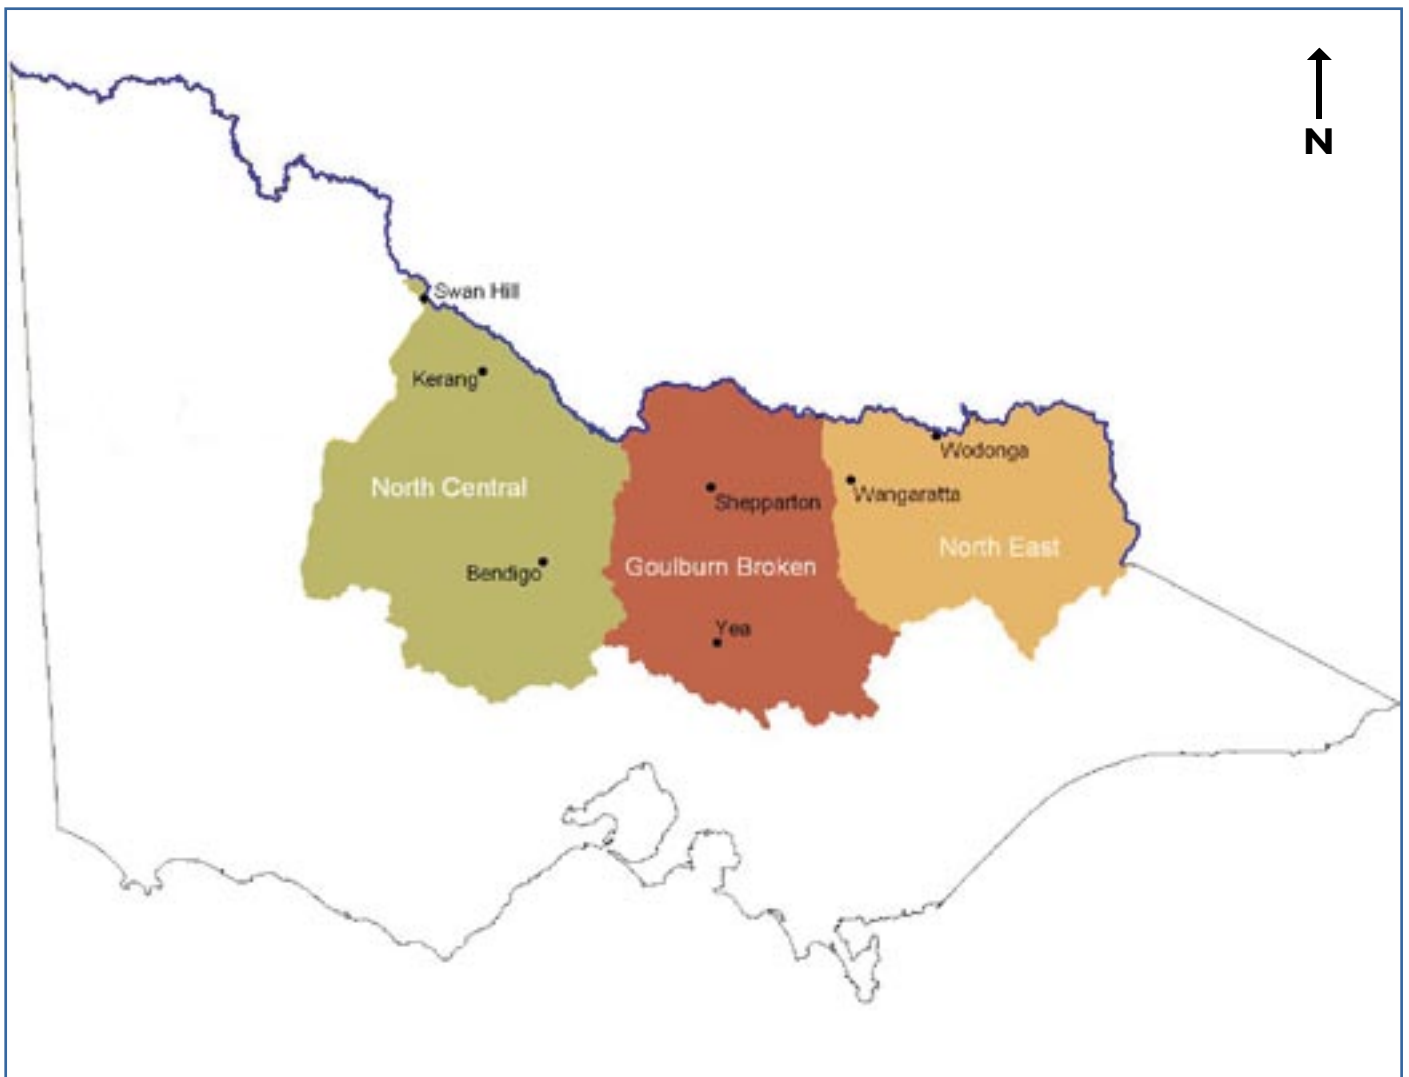 N
Swan Hill
Kerang
North Central
Wodonga
Wangaratta
Shepparton
North East
Goulburn Broken
Bendigo
Yea